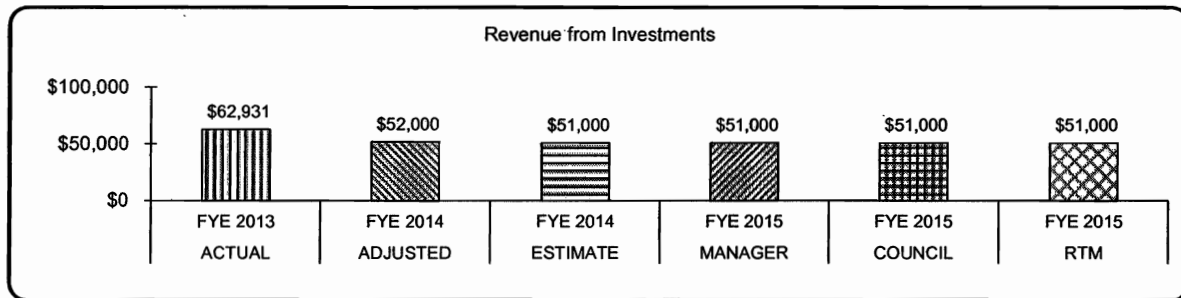 Revenue from Investments
$100,000
$50,000
$0
$62,931 $52,000 $51,000 $51,000 $51,000 $51,000
FYE 2013 FYE 2014 FYE 2014 FYE 2015 FYE 2015 FYE 2015
ACTUAL ADJUSTED ESTIMATE MANAGER COUNCIL RTM